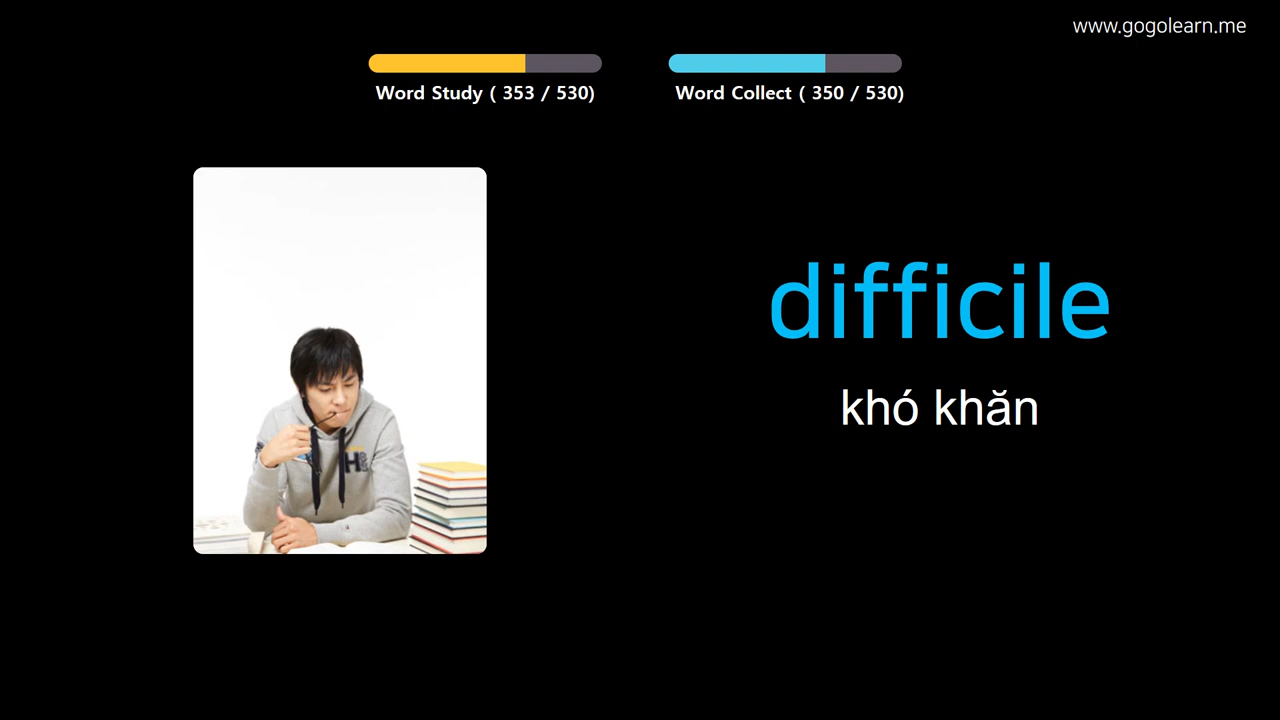 www.gogolearn.me
Word Study ( 353 / 530)
Word Collect ( 350 / 530)
difficile
khó khăn
H